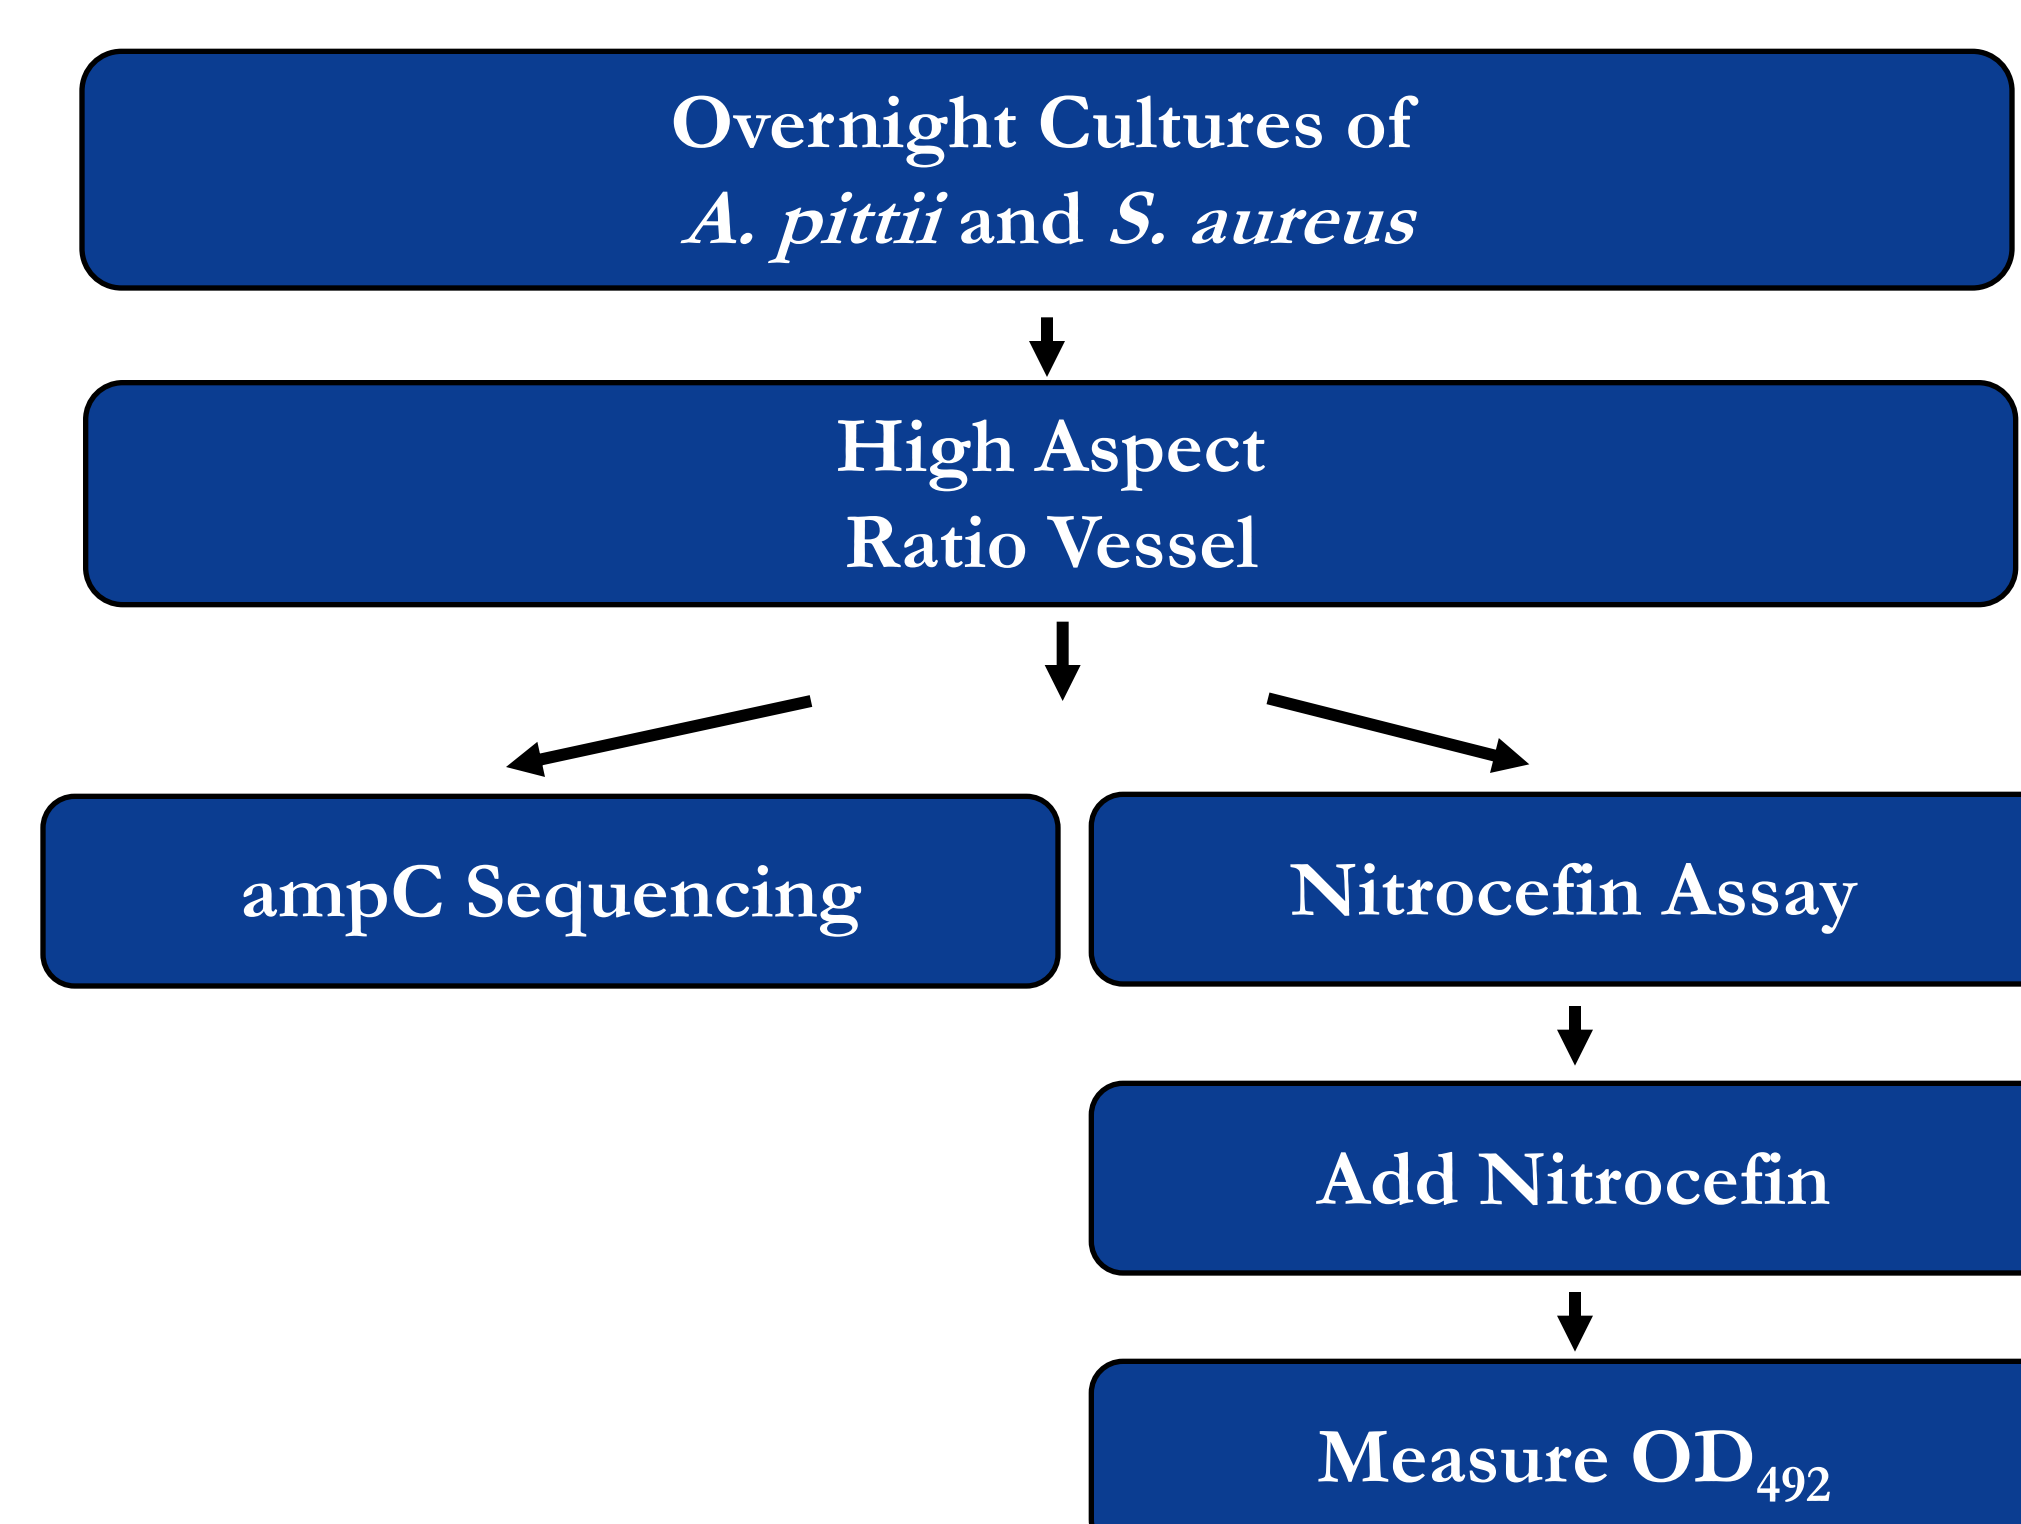 Overnight Cultures of
A. pittii and S. aureus
High Aspect
Ratio Vessel
ampC Sequencing
Nitrocefin Assay
Add Nitrocefin
Measure OD₄₉₂